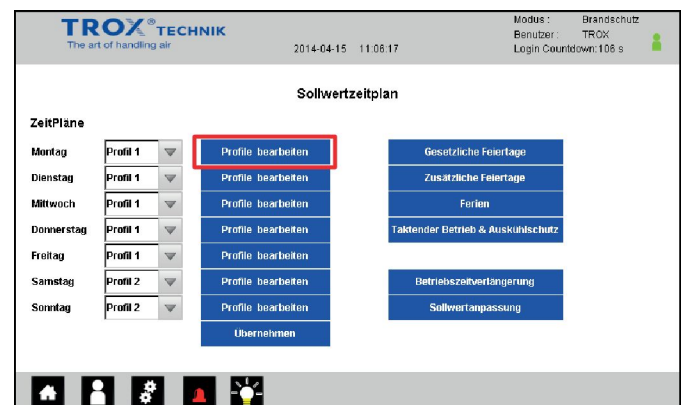 TROX® TECHNIK
The art of handling air
2014-04-15 11:06:17
Modus : Brandschutz
Benutzer : TROX
Login Countdown:106 s
Sollwertzeitplan
ZeitPläne
Montag Profil 1 Profile bearbeiten Gesetzliche Feiertage
Dienstag Profil 1 Profile bearbeiten Zusätzliche Feiertage
Mittwoch Profil 1 Profile bearbeiten Ferien
Donnerstag Profil 1 Profile bearbeiten Taktender Betrieb & Auskühlschutz
Freitag Profil 1 Profile bearbeiten
Samstag Profil 2 Profile bearbeiten Betriebszeitverlängerung
Sonntag Profil 2 Profile bearbeiten Sollwertanpassung
Übernehmen